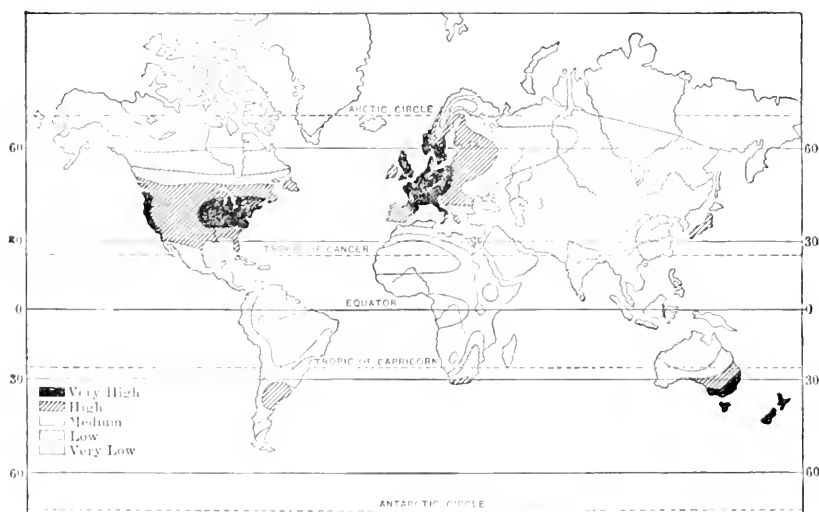 ARCTIC CIRCLE
60 60
3
30 30
TROPIC OF CANCER
EQUATOR
0 0
TROPIC OF CAPRICORN
30 30
Very High
High
Medium
Low
Very Low
60 60
ANTARCTIC CIRCLE